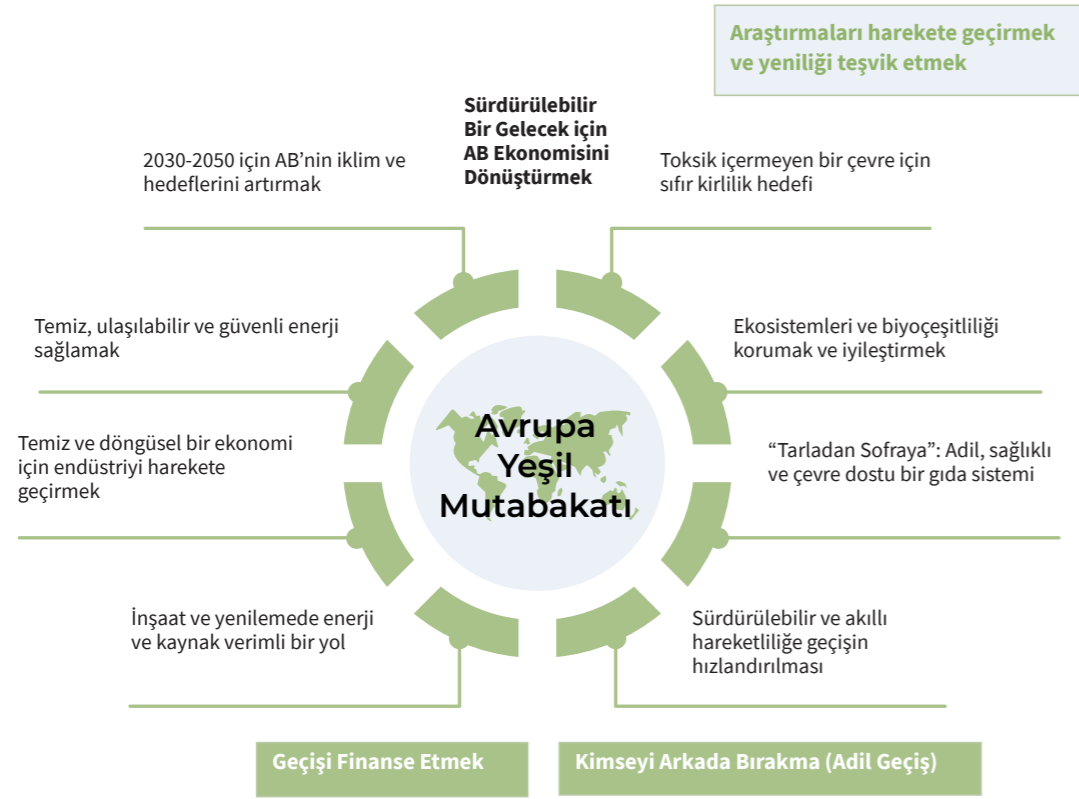 Araştırmaları harekete geçirmek
ve yeniliği teşvik etmek
Sürdürülebilir
Bir Gelecek için
AB Ekonomisini
Dönüştürmek
2030-2050 için AB’nin iklim ve
hedeflerini artırmak
Toksik içermeyen bir çevre için
sıfır kirlilik hedefi
Temiz, ulaşılabilir ve güvenli enerji
sağlamak
Ekosistemleri ve biyoçeşitliliği
korumak ve iyileştirmek
Avrupa
Yeşil
Mutabakatı
Temiz ve döngüsel bir ekonomi
için endüstriyi harekete
geçirmek
“Tarladan Sofraya”: Adil, sağlıklı
ve çevre dostu bir gıda sistemi
İnşaat ve yenilemede enerji
ve kaynak verimli bir yol
Sürdürülebilir ve akıllı
hareketliliğe geçişin
hızlandırılması
Geçişi Finanse Etmek
Kimseyi Arkada Bırakma (Adil Geçiş)